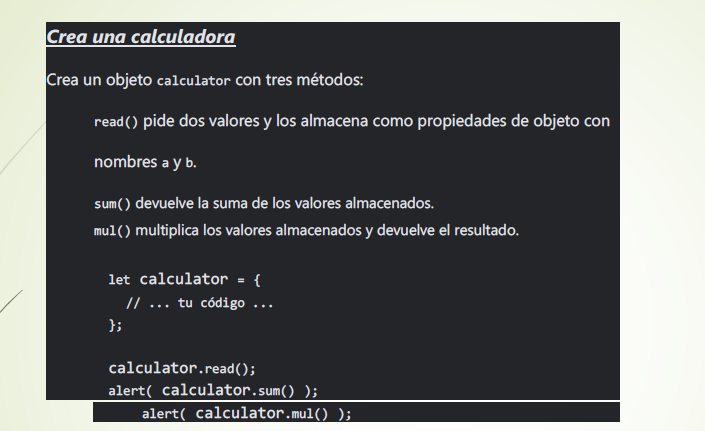 Crea una calculadora
Crea un objeto calculator con tres métodos:
read() pide dos valores y los almacena como propiedades de objeto con
nombres a y b.
sum() devuelve la suma de los valores almacenados.
mul() multiplica los valores almacenados y devuelve el resultado.
let calculator = {
// ... tu código ...
};
calculator.read();
alert( calculator.sum() );
alert( calculator.mul() );